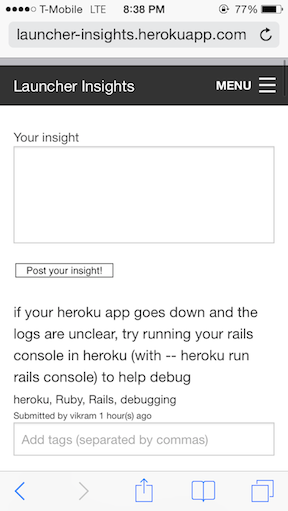 T-Mobile LTE 8:38 PM 77%
launcher-insights.herokuapp.com
Launcher Insights MENU
Your insight
Post your insight!
if your heroku app goes down and the
logs are unclear, try running your rails
console in heroku (with -- heroku run
rails console) to help debug
heroku, Ruby, Rails, debugging
Submitted by vikram 1 hour(s) ago
Add tags (separated by commas)